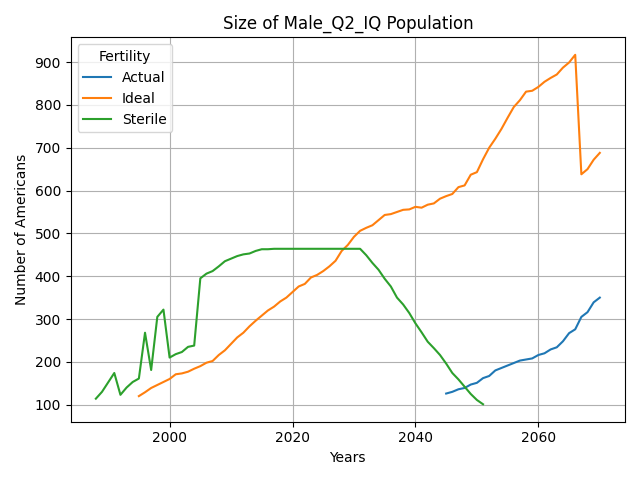 Size of Male_Q2_IQ Population
Fertility
Actual
Ideal
Sterile
Number of Americans
900
800
700
600
500
400
300
200
100
2000
2020
2040
2060
Years